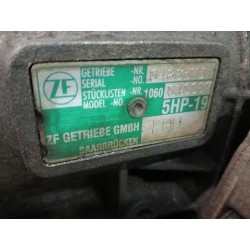 ZF
GETRIEBE -NR.
SERIAL -NO.
STÜCKLISTEN -NR. 1060
MODEL -NO. 5HP-19
ZF GETRIEBE GMBH
SAARBRÜCKEN